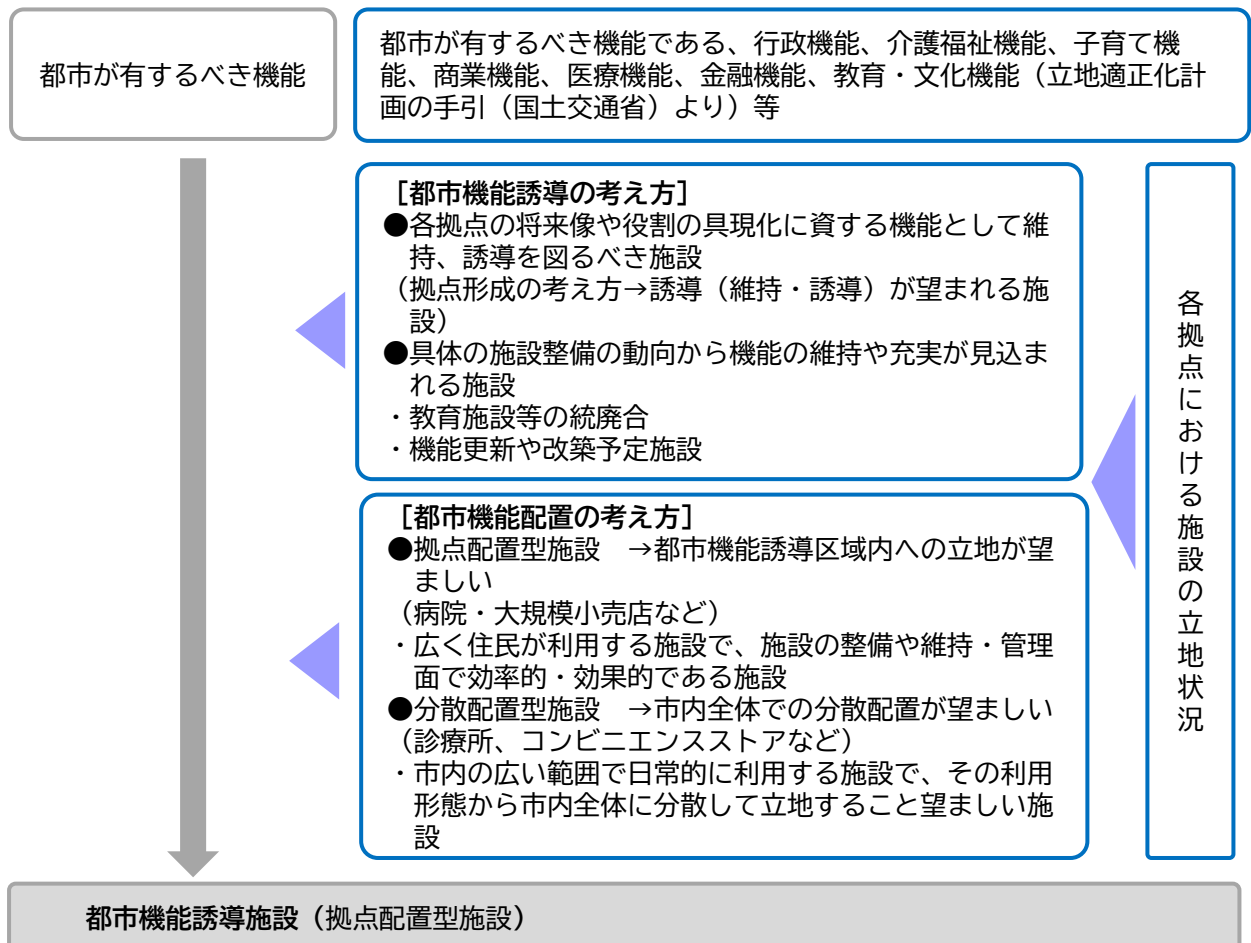 都市が有するべき機能
都市が有するべき機能である、行政機能、介護福祉機能、子育て機
能、商業機能、医療機能、金融機能、教育・文化機能（立地適正化計
画の手引（国土交通省）より）等
［都市機能誘導の考え方］
●各拠点の将来像や役割の具現化に資する機能として維
持、誘導を図るべき施設
（拠点形成の考え方→誘導（維持・誘導）が望まれる施
設）
●具体の施設整備の動向から機能の維持や充実が見込ま
れる施設
・教育施設等の統廃合
・機能更新や改築予定施設
［都市機能配置の考え方］
●拠点配置型施設　→都市機能誘導区域内への立地が望
ましい
（病院・大規模小売店など）
・広く住民が利用する施設で、施設の整備や維持・管理
面で効率的・効果的である施設
●分散配置型施設　→市内全体での分散配置が望ましい
（診療所、コンビニエンスストアなど）
・市内の広い範囲で日常的に利用する施設で、その利用
形態から市内全体に分散して立地すること望ましい施
設
各拠点における施設の立地状況
都市機能誘導施設（拠点配置型施設）